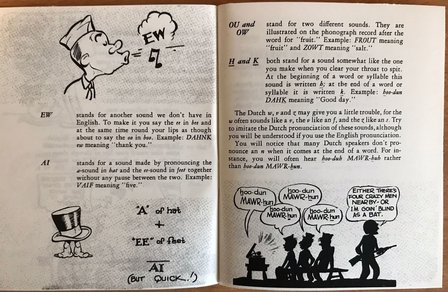 EW
EW stands for another sound we don't have in
English. To make it you say the ee in bee and
at the same time round your lips as though
about to say the oo in boo. Example: DAHNK
ew meaning "thank you."
AI stands for a sound made by pronouncing the
a-sound in hat and the ee-sound in feet together
without any pause between the two. Example:
VAIF meaning "five."
"A" of hat
+
"EE" of feet
AI
(BUT QUICK!)
OU and OW stand for two different sounds. They are
illustrated on the phonograph record after the
word for "fruit." Example: FROUT meaning
"fruit" and ZOWT meaning "salt."
H and K both stand for a sound somewhat like the one
you make when you clear your throat to spit.
At the beginning of a word or syllable this
sound is written h; at the end of a word or
syllable it is written k. Example: hoo-dun
DAHK meaning "Good day."
The Dutch w, v and z may give you a little trouble, for the
w often sounds like a v, the v like an f, and the z like an s. Try
to imitate the Dutch pronunciation of these sounds, although
you will be understood if you use the English pronunciation.
You will notice that many Dutch speakers don't pro-
nounce an n when it comes at the end of a word. For in-
stance, you will often hear hoo-duh MAWR-huh rather
than hoo-dun MAWR-hun.
hoo-dun
MAWR-hun
hoo-dun
MAWR-hun
hoo-dun
MAWR-hun
hoo-dun
MAWR-hun
EITHER THERE'S
FOUR CRAZY MEN
NEARBY-OR
I'M GOIN' BLIND
AS A BAT.